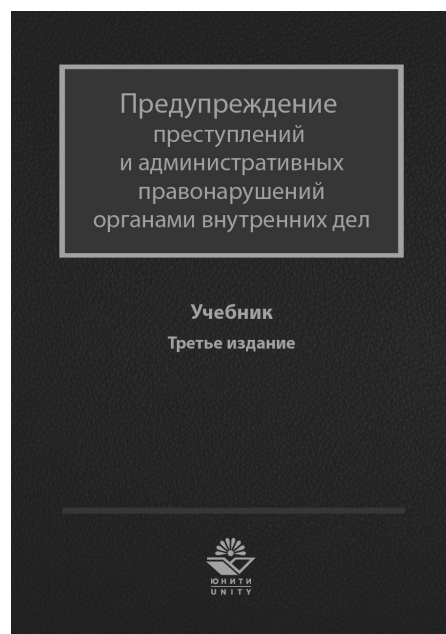 Предупреждение
преступлений
и административных
правонарушений
органами внутренних дел
Учебник
Третье издание
ЮНИТИ
UNITY